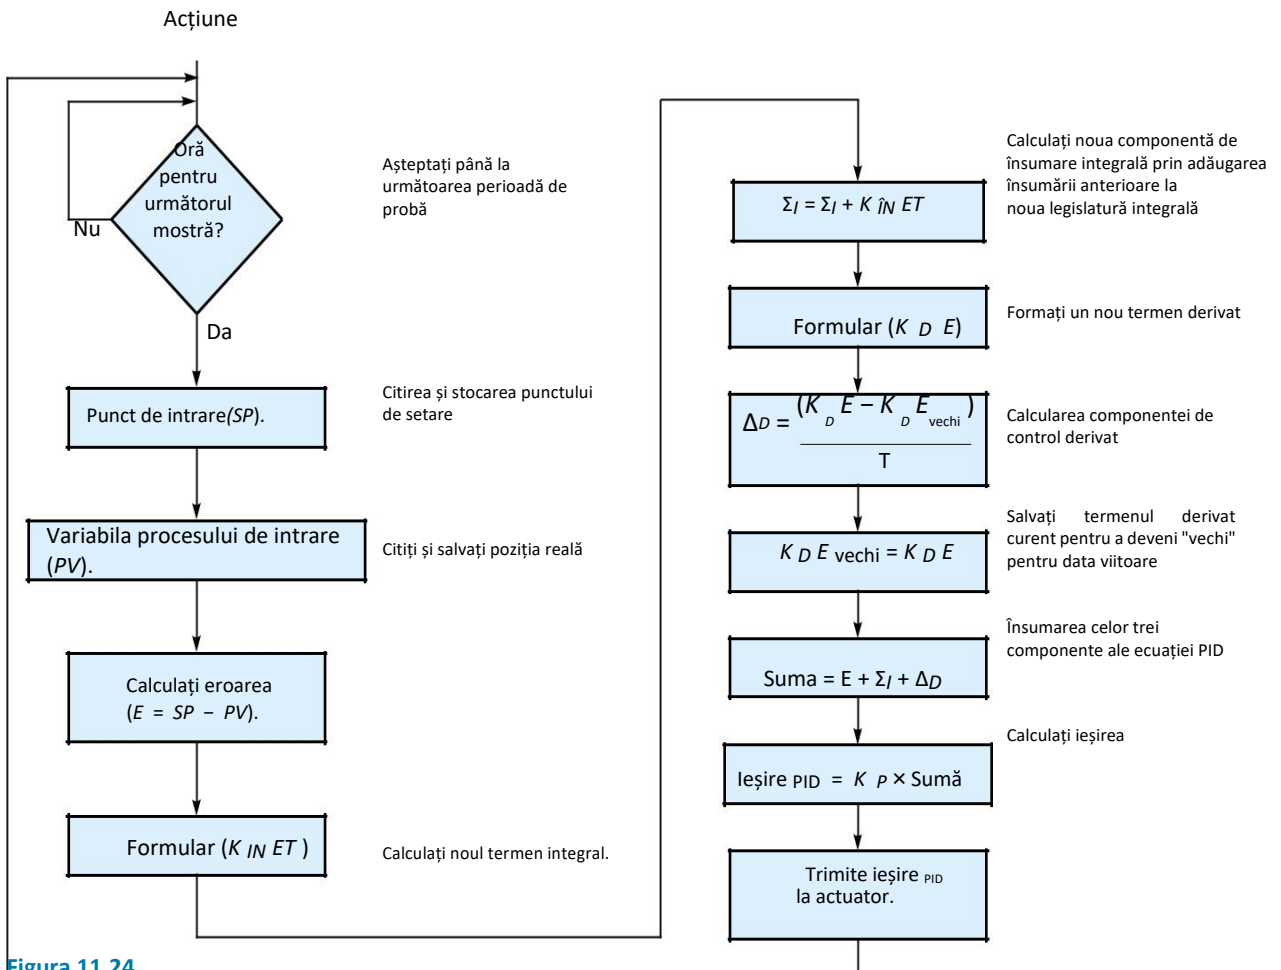 Acțiune
Oră
pentru
următorul
mostră?
Nu
Da
Așteptați până la
următoarea perioadă de
probă
Punct de intrare(SP).
Citirea și stocarea punctului
de setare
Variabila procesului de intrare
(PV).
Citiți și salvați poziția reală
Calculați eroarea
(E = SP − PV).
Formular (K IN ET )
Calculați noul termen integral.
ΣI = ΣI + K ÎN ET
Calculați noua componentă de
însumare integrală prin adăugarea
însumării anterioare la
noua legislatură integrală
Formular (K D E)
Formați un nou termen derivat
ΔD = (K D E − K D E vechi )
T
Calcularea componentei de
control derivat
K D E vechi = K D E
Salvați termenul derivat
curent pentru a deveni "vechi"
pentru data viitoare
Suma = E + ΣI + ΔD
Însumarea celor trei
componente ale ecuației PID
Ieșire PID = K P × Sumă
Calculați ieșirea
Trimite ieșire PID
la actuator.
Figura 11.24